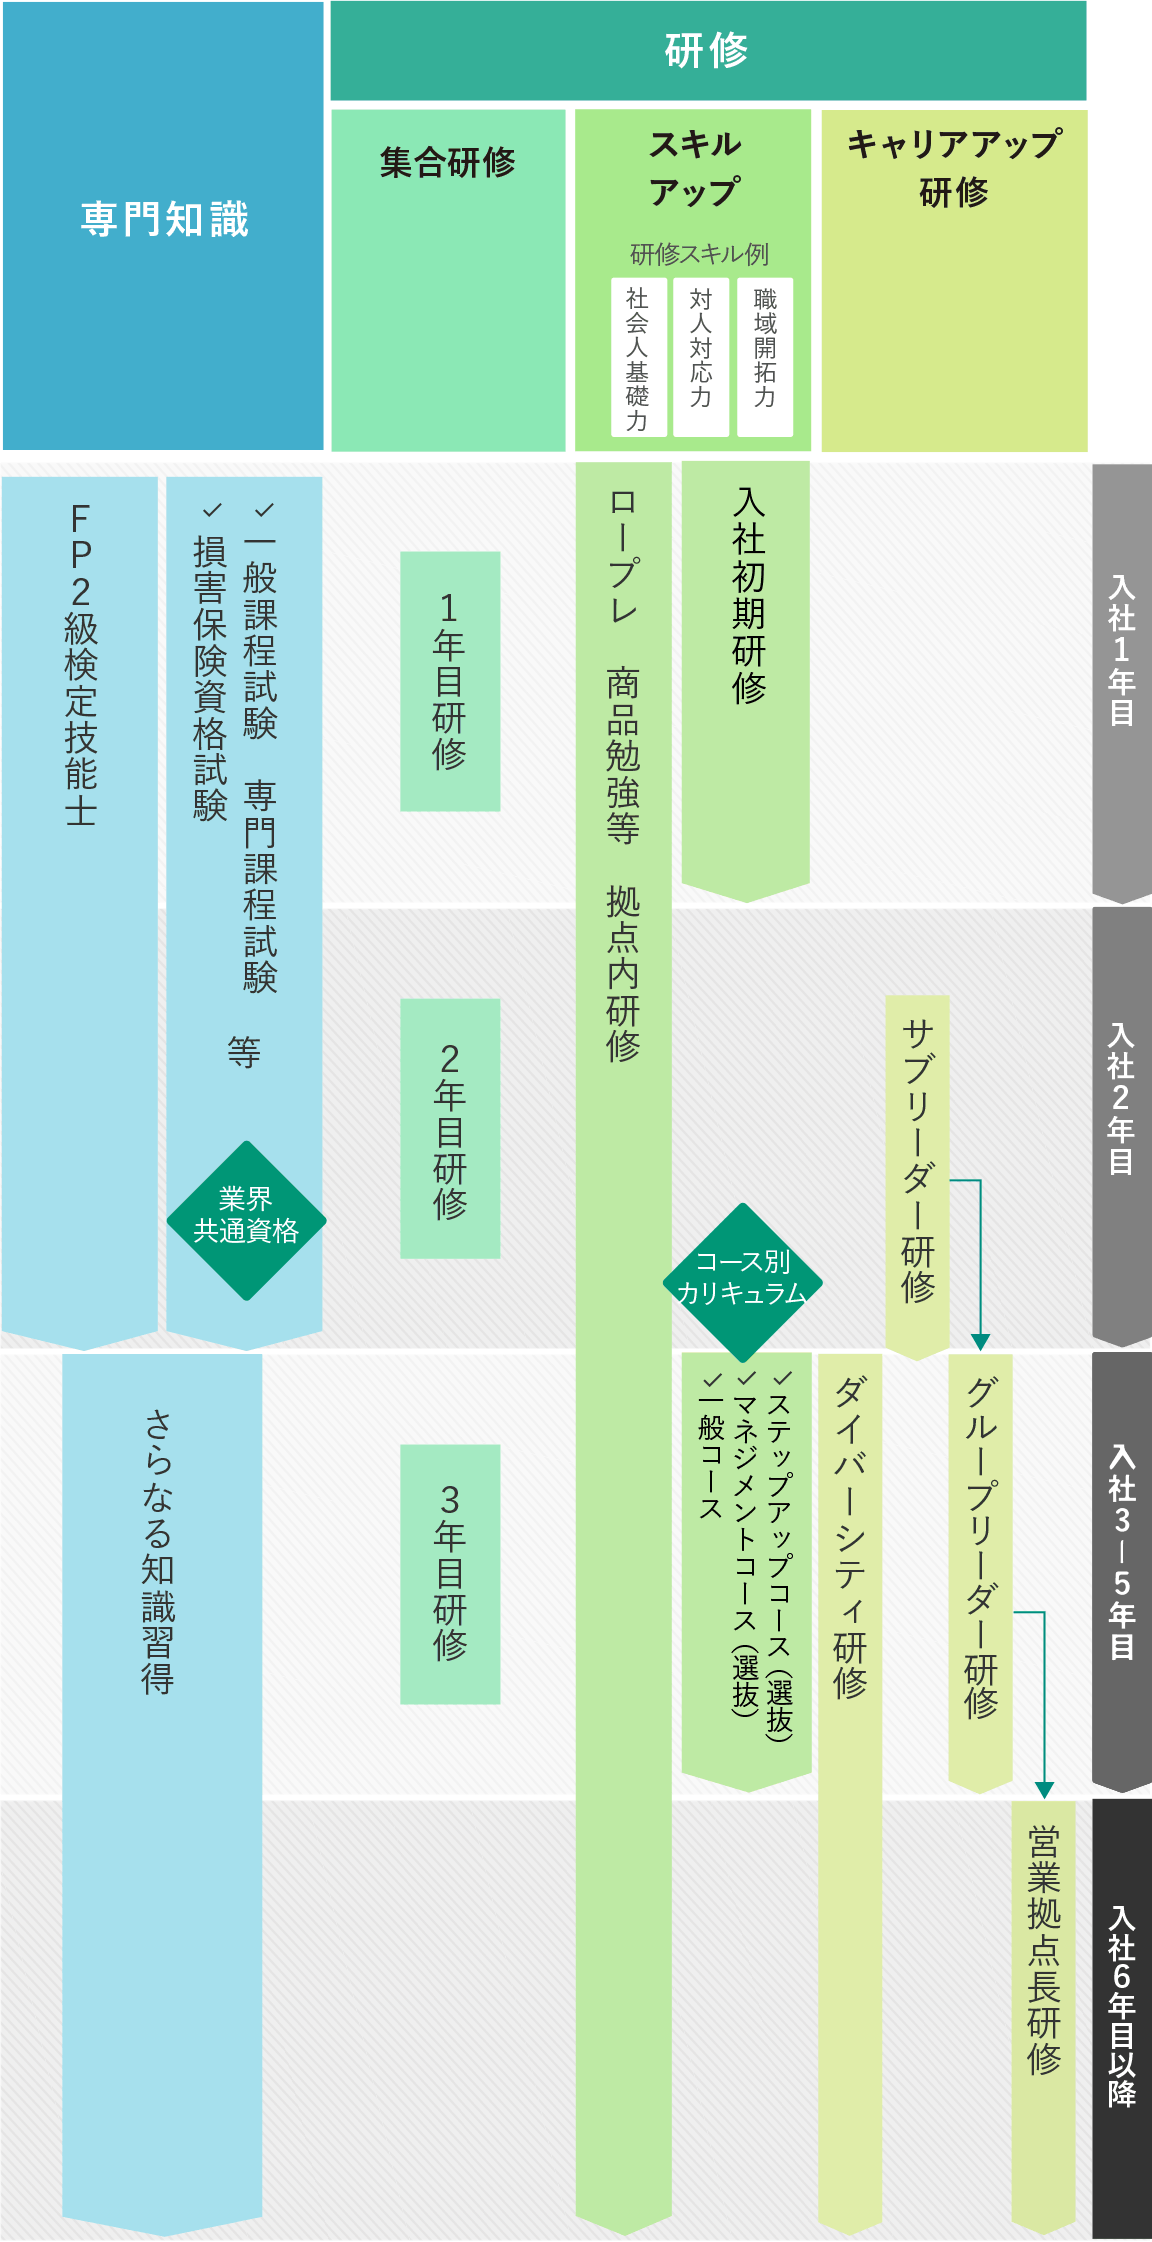 専門知識
研修
集合研修
スキル
アップ
研修スキル例
社会人基礎力
対人対応力
職域開拓力
キャリアアップ
研修
入社1年目
入社2年目
入社3ー5年目
入社6年目以降
FP2級検定技能士
✓一般課程試験　専門課程試験
✓損害保険資格試験
等
業界
共通資格
さらなる知識習得
1年目研修
2年目研修
3年目研修
ロープレ　商品勉強等　拠点内研修
入社初期研修
コース別
カリキュラム
✓ステップアップコース（選抜）
✓マネジメントコース（選抜）
✓一般コース
サブリーダー研修
ダイバーシティ研修
グループリーダー研修
営業拠点長研修